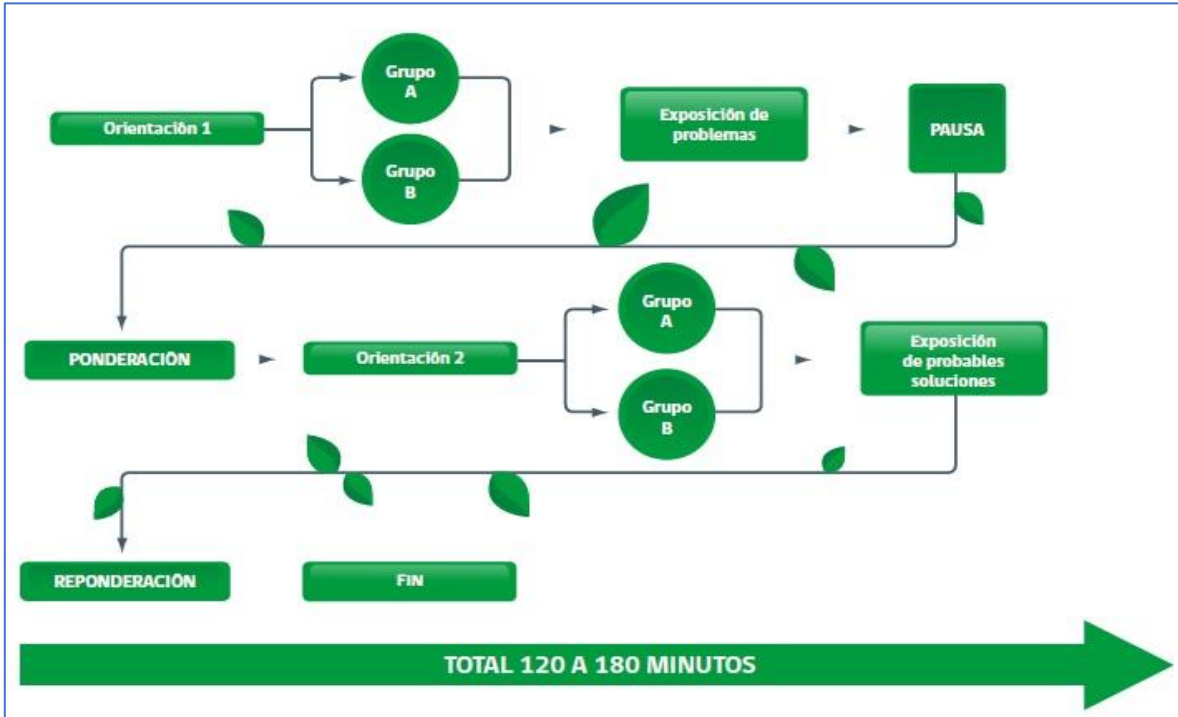 Orientación 1
Grupo
A
Grupo
B
Exposición de
problemas
PAUSA
PONDERACIÓN
Orientación 2
Grupo
A
Grupo
B
Exposición
de probables
soluciones
REPONDERACIÓN
FIN
TOTAL 120 A 180 MINUTOS